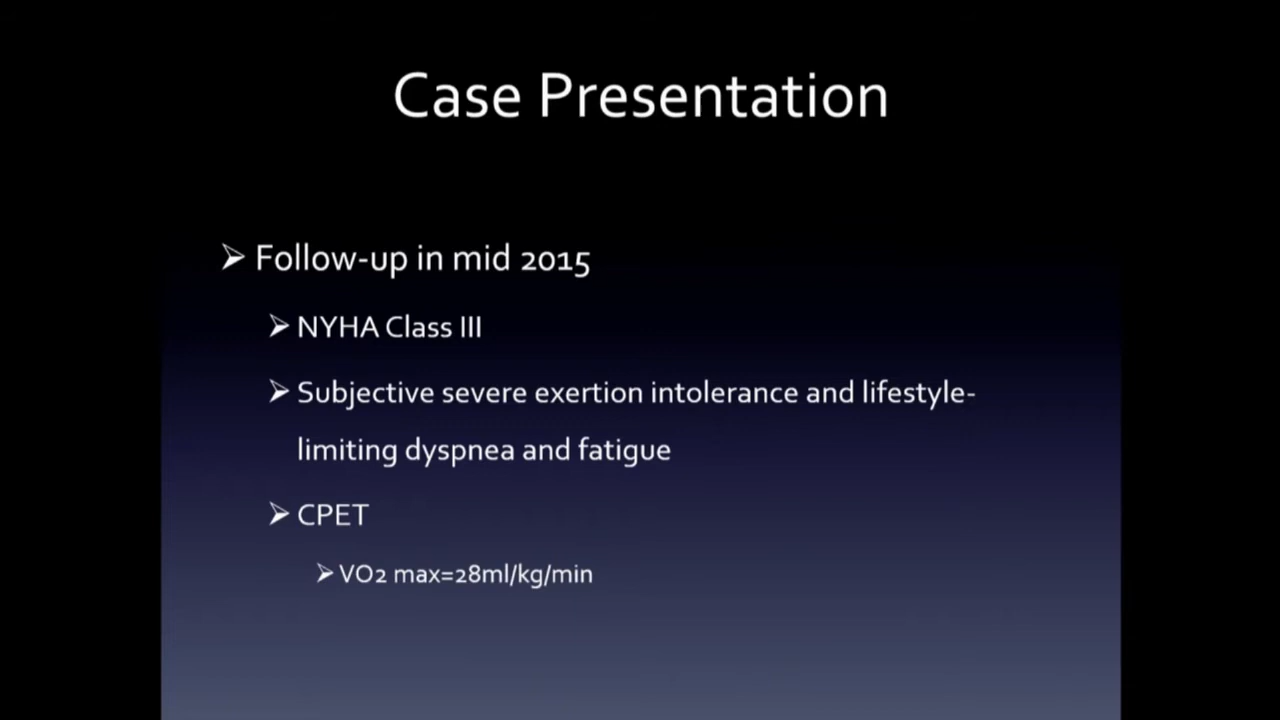 Case Presentation
➢ Follow-up in mid 2015
➢ NYHA Class III
➢ Subjective severe exertion intolerance and lifestyle-
limiting dyspnea and fatigue
➢ CPET
➢ VO2 max=28ml/kg/min